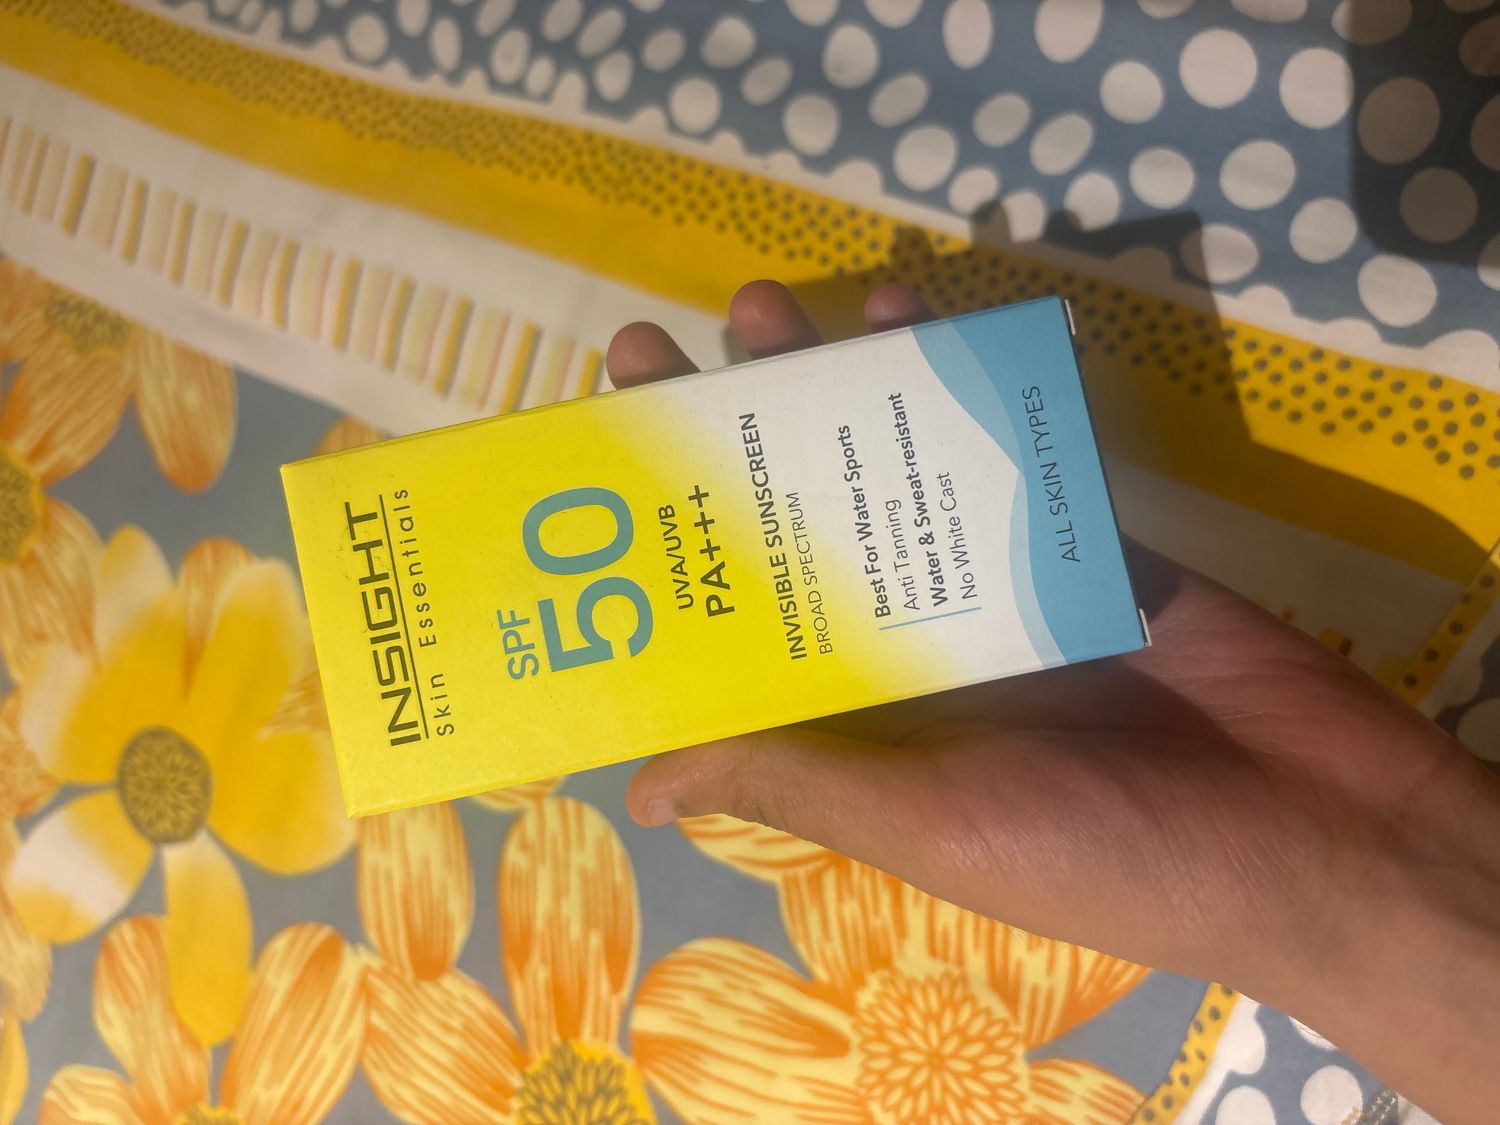 INSIGHT
Skin Essentials
SPF
50
UVA/UVB
PA+++
INVISIBLE SUNSCREEN
BROAD SPECTRUM
Best For Water Sports
Anti Tanning
Water & Sweat-resistant
No White Cast
ALL SKIN TYPES